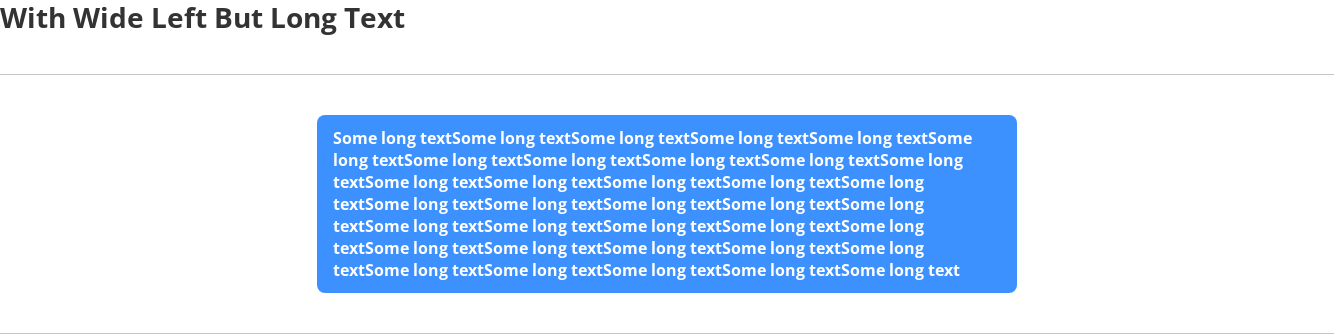 With Wide Left But Long Text
Some long textSome long textSome long textSome long textSome long textSome
long textSome long textSome long textSome long textSome long textSome long
textSome long textSome long textSome long textSome long textSome long
textSome long textSome long textSome long textSome long textSome long
textSome long textSome long textSome long textSome long textSome long
textSome long textSome long textSome long textSome long textSome long
textSome long textSome long textSome long textSome long textSome long text